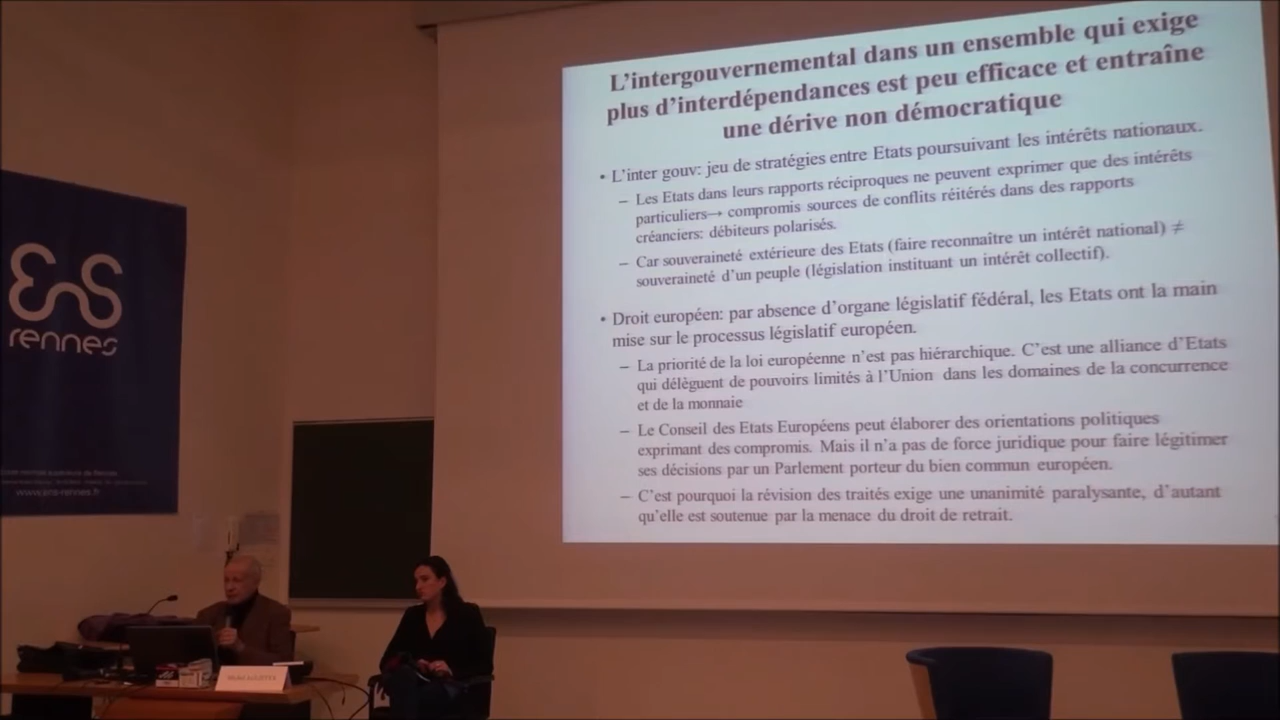 ens
rennes
www.ens-rennes.fr
L'intergouvernemental dans un ensemble qui exige
plus d'interdépendances est peu efficace et entraîne
une dérive non démocratique
• L'inter gouv: jeu de stratégies entre Etats poursuivant les intérêts nationaux.
– Les Etats dans leurs rapports réciproques ne peuvent exprimer que des intérêts
particuliers→ compromis sources de conflits réitérés dans des rapports
créanciers: débiteurs polarisés.
– Car souveraineté extérieure des Etats (faire reconnaître un intérêt national) ≠
souveraineté d'un peuple (législation instituant un intérêt collectif).
• Droit européen: par absence d'organe législatif fédéral, les Etats ont la main
mise sur le processus législatif européen.
– La priorité de la loi européenne n'est pas hiérarchique. C'est une alliance d'Etats
qui délèguent de pouvoirs limités à l'Union dans les domaines de la concurrence
et de la monnaie
– Le Conseil des Etats Européens peut élaborer des orientations politiques
exprimant des compromis. Mais il n'a pas de force juridique pour faire légitimer
ses décisions par un Parlement porteur du bien commun européen.
– C'est pourquoi la révision des traités exige une unanimité paralysante, d'autant
qu'elle est soutenue par la menace du droit de retrait.
Michel AGLIETTA